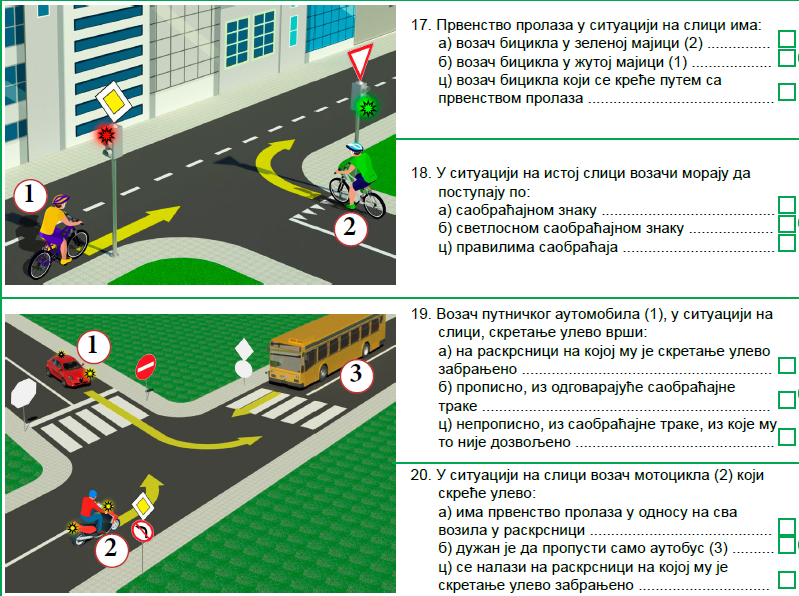 17. Првенство пролаза у ситуацији на слици има:
а) возач бицикла у зеленој мајици (2) ...............
б) возач бицикла у жутој мајици (1) ...................
ц) возач бицикла који се креће путем са
првенством пролаза ............................................
1
2
18. У ситуацији на истој слици возачи морају да
поступају по:
а) саобраћајном знаку .........................................
б) светлосном саобраћајном знаку ....................
ц) правилима саобраћаја ....................................
19. Возач путничког аутомобила (1), у ситуацији на
слици, скретање улево врши:
а) на раскрсници на којој му је скретање улево
забрањено ............................................................
б) прописно, из одговарајуће саобраћајне
траке .....................................................................
ц) непрописно, из саобраћајне траке, из које му
то није дозвољено ................................................
1
3
2
20. У ситуацији на слици возач мотоцикла (2) који
скреће улево:
а) има првенство пролаза у односу на сва
возила у раскрсници ............................................
б) дужан је да пропусти само аутобус (3) ..........
ц) се налази на раскрсници на којој му је
скретање улево забрањено ................................